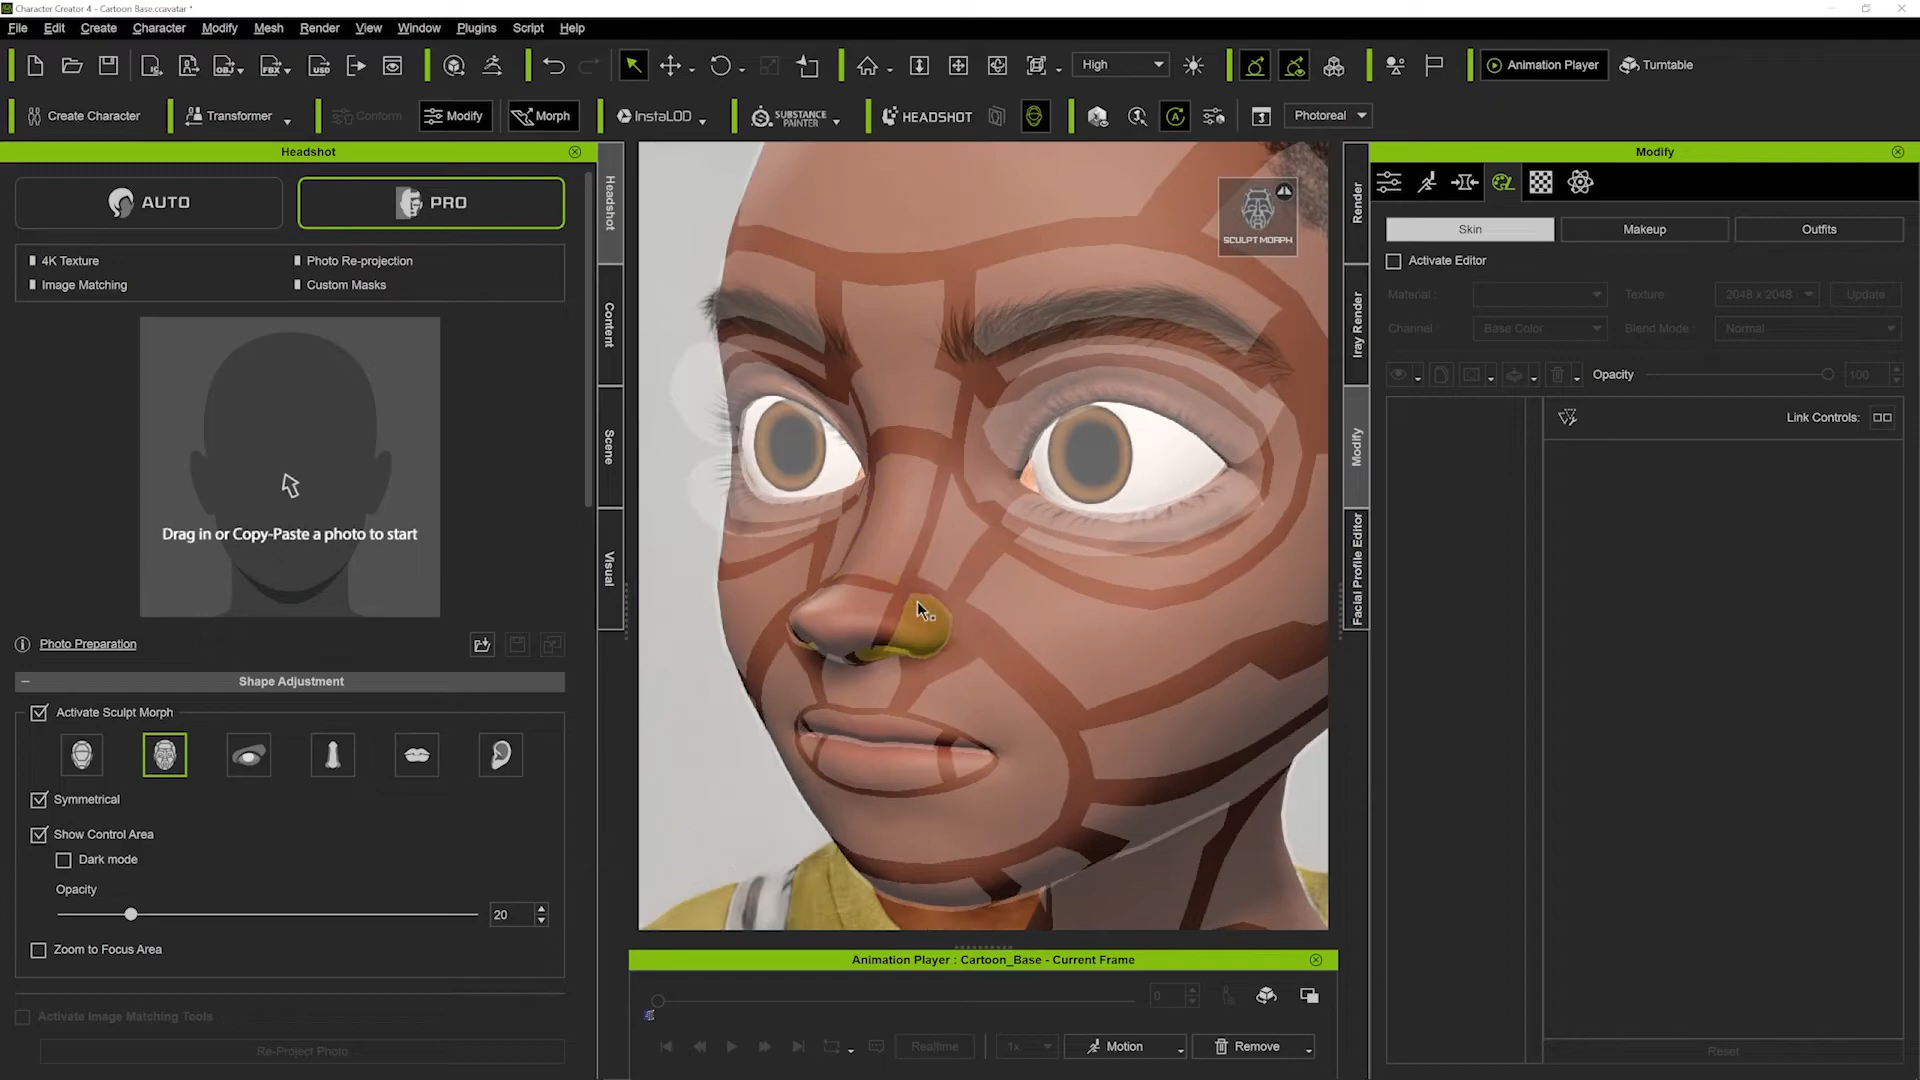 Character Creator 4 - Cartoon Base.ccavatar *
File Edit Create Character Modify Mesh Render View Window Plugins Script Help
High
Animation Player
Turntable
Create Character
Transformer
Conform
Modify
Morph
InstaLOD
SUBSTANCE PAINTER
HEADSHOT
Photoreal
Headshot
AUTO
PRO
4K Texture
Photo Re-projection
Image Matching
Custom Masks
Drag in or Copy-Paste a photo to start
Photo Preparation
Shape Adjustment
Activate Sculpt Morph
Symmetrical
Show Control Area
Dark mode
Opacity
20
Zoom to Focus Area
Activate Image Matching Tools
Re-Project Photo
Headshot
Content
Scene
Visual
SCULPT MORPH
Render
Iray Render
Modify
Facial Profile Editor
Animation Player : Cartoon_Base - Current Frame
0
Realtime
1x
Motion
Remove
Modify
Skin
Makeup
Outfits
Activate Editor
Material :
Texture
2048 x 2048
Update
Channel :
Base Color
Blend Mode :
Normal
Opacity
100
Link Controls:
Reset